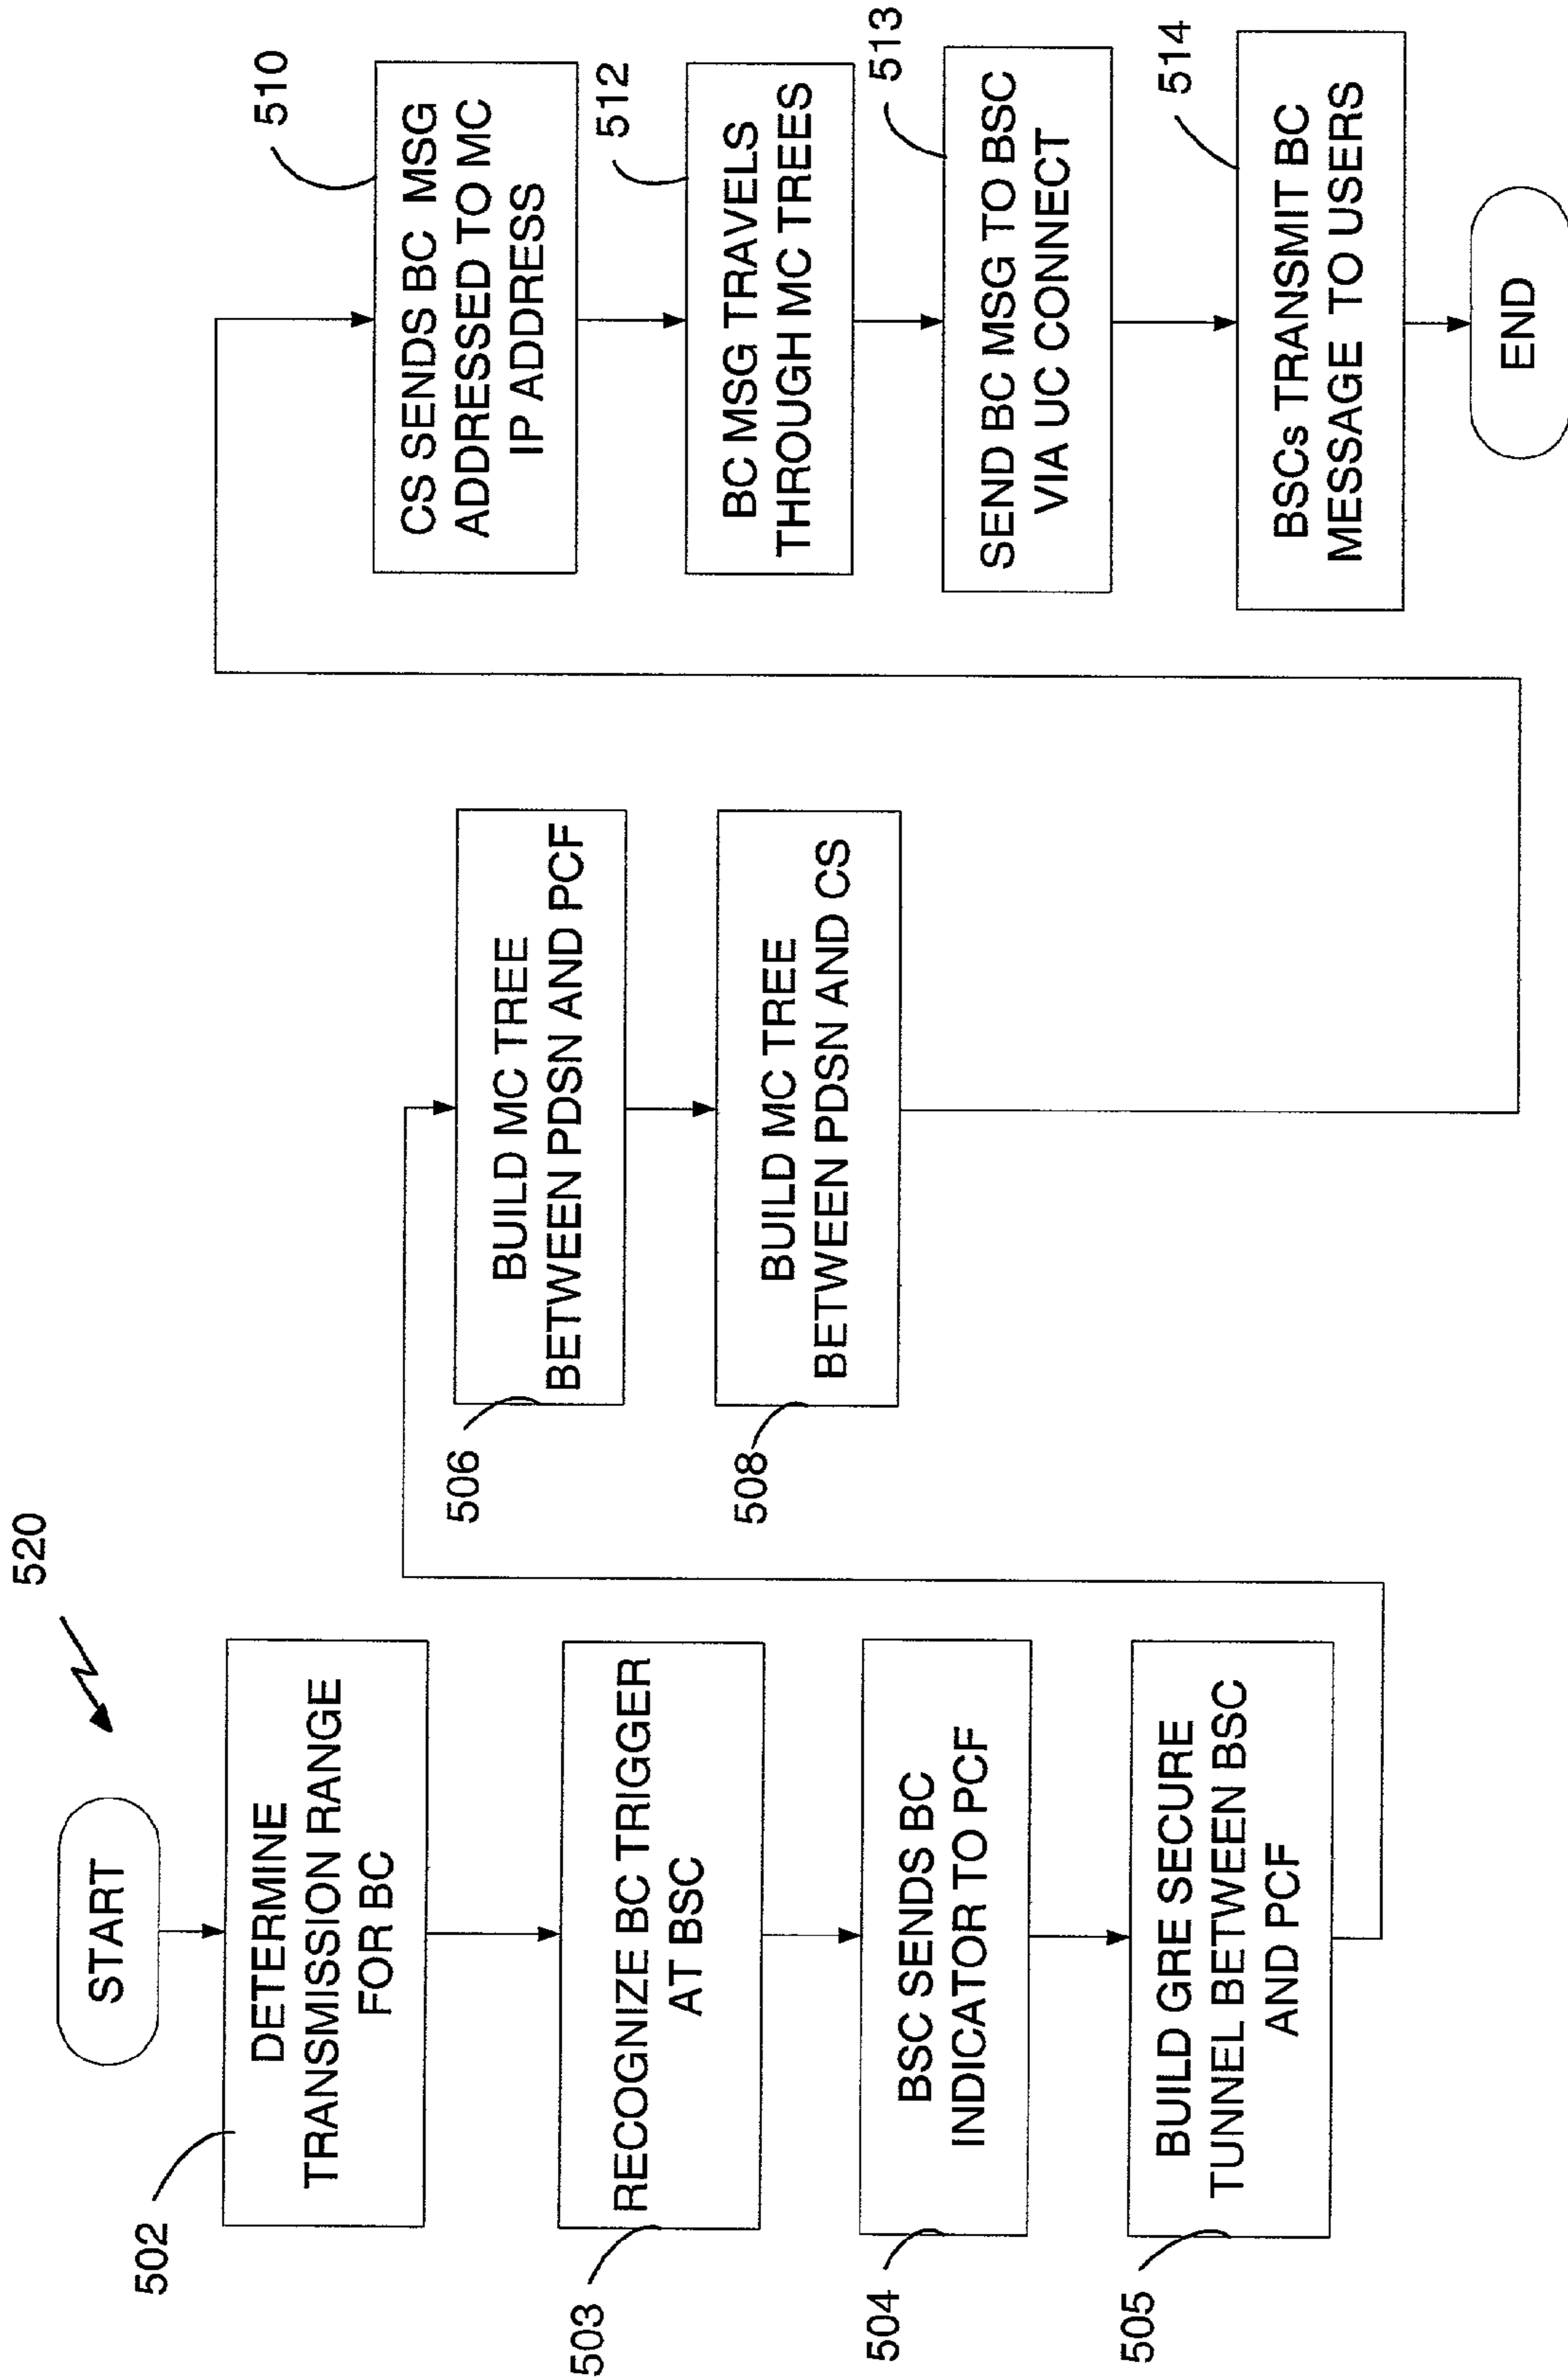 520
START
502
DETERMINE
TRANSMISSION RANGE
FOR BC
503
RECOGNIZE BC TRIGGER
AT BSC
504
BSC SENDS BC
INDICATOR TO PCF
505
BUILD GRE SECURE
TUNNEL BETWEEN BSC
AND PCF
506
BUILD MC TREE
BETWEEN PDSN AND PCF
508
BUILD MC TREE
BETWEEN PDSN AND CS
510
CS SENDS BC MSG
ADDRESSED TO MC
IP ADDRESS
512
BC MSG TRAVELS
THROUGH MC TREES
513
SEND BC MSG TO BSC
VIA UC CONNECT
514
BSCs TRANSMIT BC
MESSAGE TO USERS
END